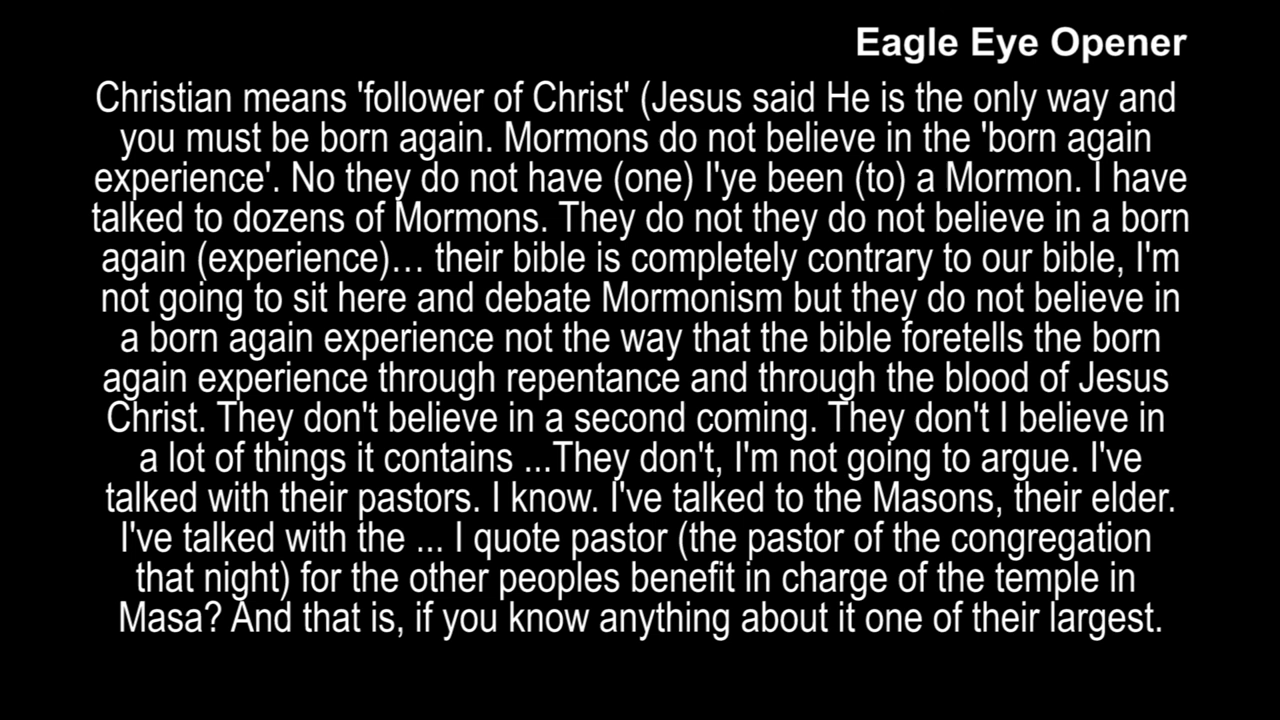 Eagle Eye Opener
Christian means 'follower of Christ' (Jesus said He is the only way and
you must be born again. Mormons do not believe in the 'born again
experience'. No they do not have (one) I'ye been (to) a Mormon. I have
talked to dozens of Mormons. They do not they do not believe in a born
again (experience)… their bible is completely contrary to our bible, I'm
not going to sit here and debate Mormonism but they do not believe in
a born again experience not the way that the bible foretells the born
again experience through repentance and through the blood of Jesus
Christ. They don't believe in a second coming. They don't I believe in
a lot of things it contains ...They don't, I'm not going to argue. I've
talked with their pastors. I know. I've talked to the Masons, their elder.
I've talked with the ... I quote pastor (the pastor of the congregation
that night) for the other peoples benefit in charge of the temple in
Masa? And that is, if you know anything about it one of their largest.